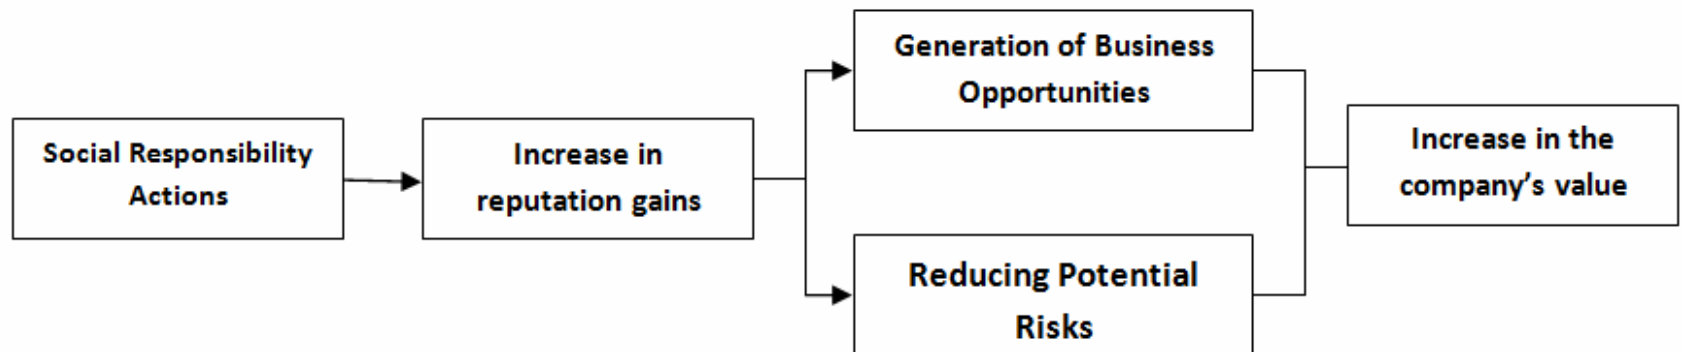 Social Responsibility
Actions
Increase in
reputation gains
Generation of Business
Opportunities
Reducing Potential
Risks
Increase in the
company’s value